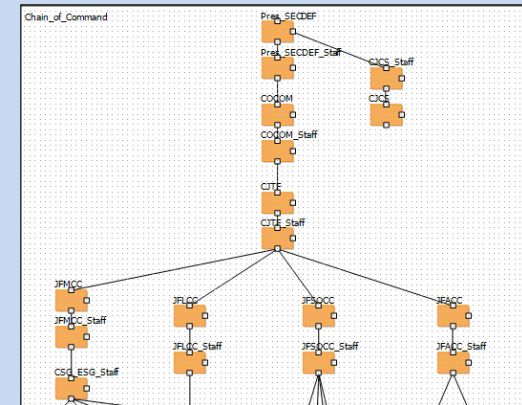 Chain_of_Command
Pres_SECDEF
Pres_SECDEF_Staff
CJCS_Staff
COCOM
CJCS
COCOM_Staff
CJTF
CJTF_Staff
JFMCC
JFLCC
JFSOCC
JFACC
JFMCC_Staff
JFLCC_Staff
JFSOCC_Staff
JFACC_Staff
CSG_ESG_Staff